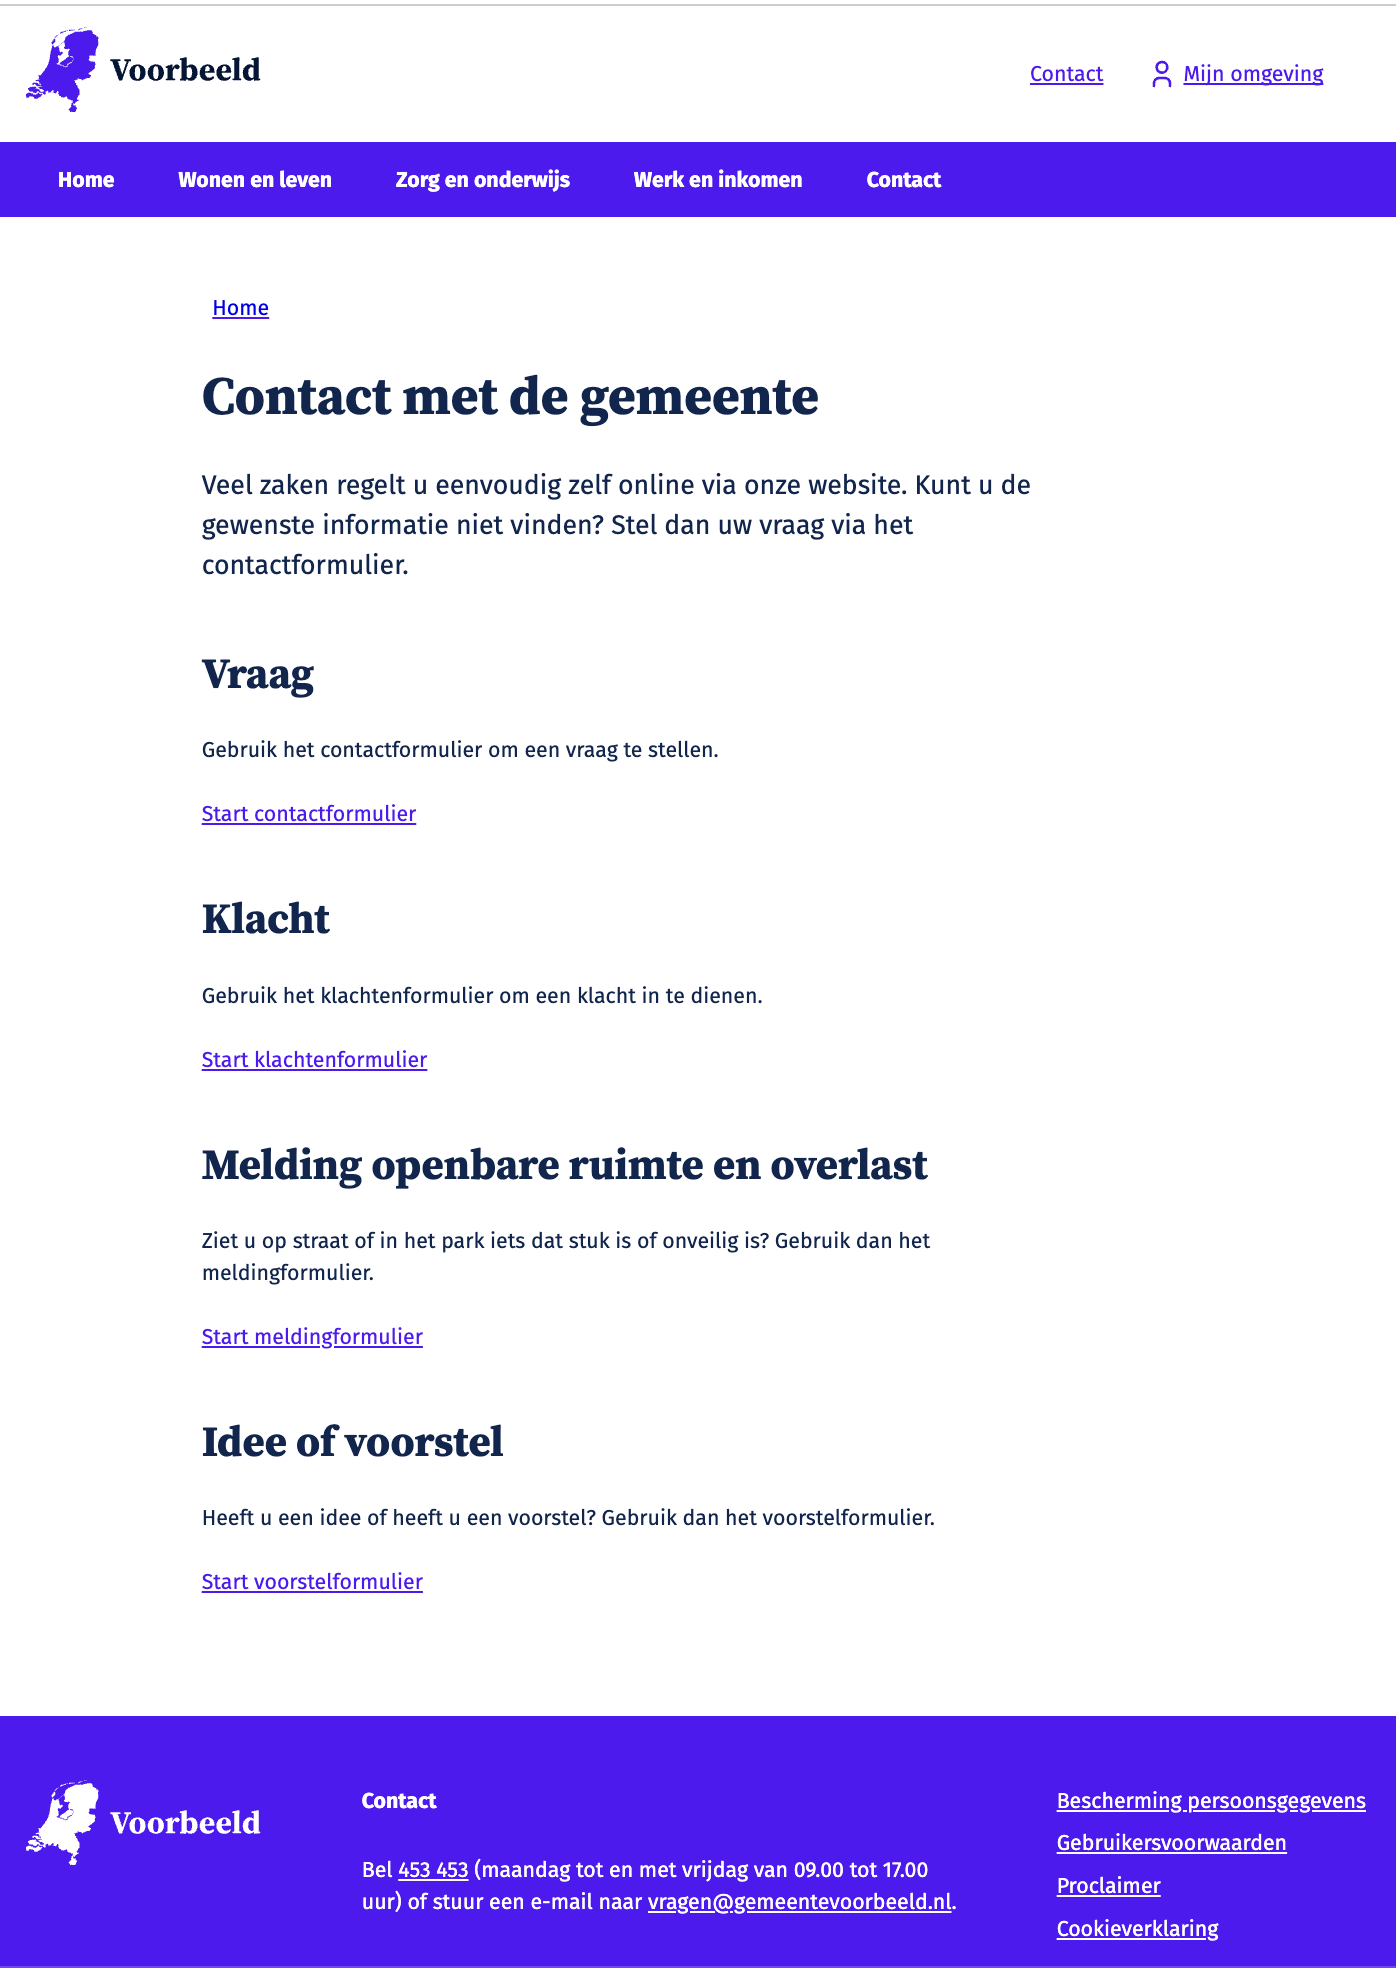 Voorbeeld
Contact
Mijn omgeving
Home
Wonen en leven
Zorg en onderwijs
Werk en inkomen
Contact
Home
Contact met de gemeente
Veel zaken regelt u eenvoudig zelf online via onze website. Kunt u de
gewenste informatie niet vinden? Stel dan uw vraag via het
contactformulier.
Vraag
Gebruik het contactformulier om een vraag te stellen.
Start contactformulier
Klacht
Gebruik het klachtenformulier om een klacht in te dienen.
Start klachtenformulier
Melding openbare ruimte en overlast
Ziet u op straat of in het park iets dat stuk is of onveilig is? Gebruik dan het
meldingformulier.
Start meldingformulier
Idee of voorstel
Heeft u een idee of heeft u een voorstel? Gebruik dan het voorstelformulier.
Start voorstelformulier
Voorbeeld
Contact
Bel 453 453 (maandag tot en met vrijdag van 09.00 tot 17.00
uur) of stuur een e-mail naar vragen@gemeentevoorbeeld.nl.
Bescherming persoonsgegevens
Gebruikersvoorwaarden
Proclaimer
Cookieverklaring